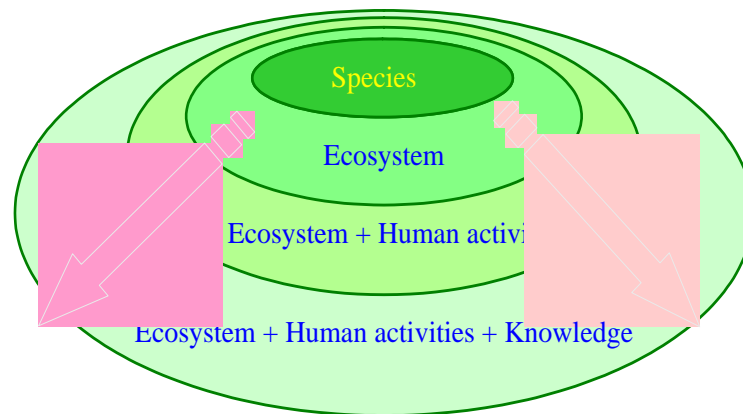 Species
Ecosystem
Ecosystem + Human activi
Ecosystem + Human activities + Knowledge